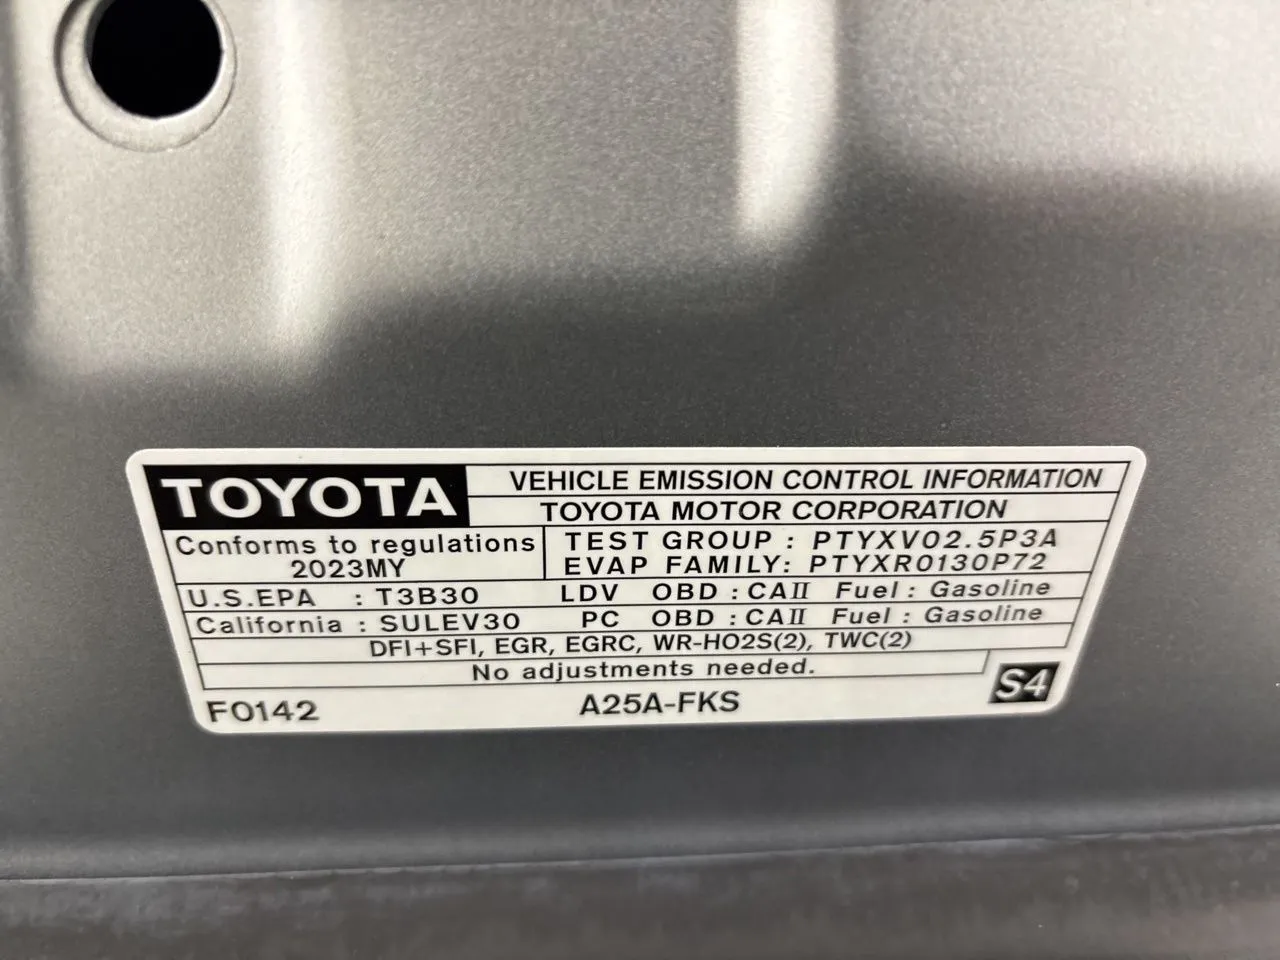 TOYOTA
VEHICLE EMISSION CONTROL INFORMATION
TOYOTA MOTOR CORPORATION
Conforms to regulations
2023MY
TEST GROUP : PTYXV02.5P3A
EVAP FAMILY: PTYXR0130P72
U.S.EPA : T3B30 LDV OBD : CAII Fuel : Gasoline
California : SULEV30 PC OBD : CAII Fuel : Gasoline
DFI+SFI, EGR, EGRC, WR-HO2S(2), TWC(2)
No adjustments needed.
F0142 A25A-FKS S4